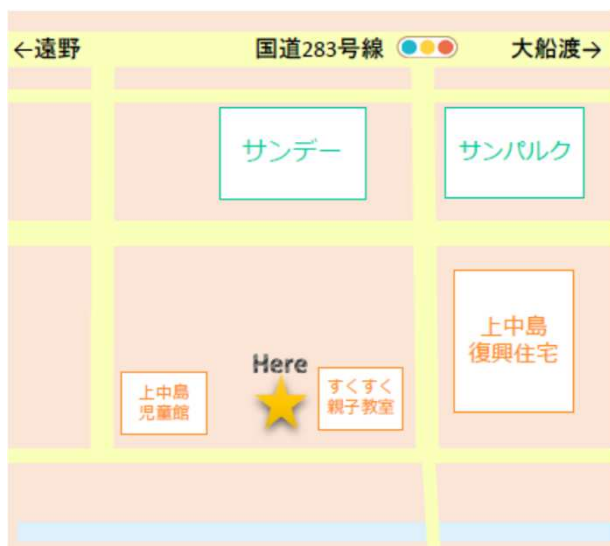 ←遠野
国道283号線
大船渡→
サンデー
サンパルク
上中島
復興住宅
Here
上中島
児童館
すくすく
親子教室